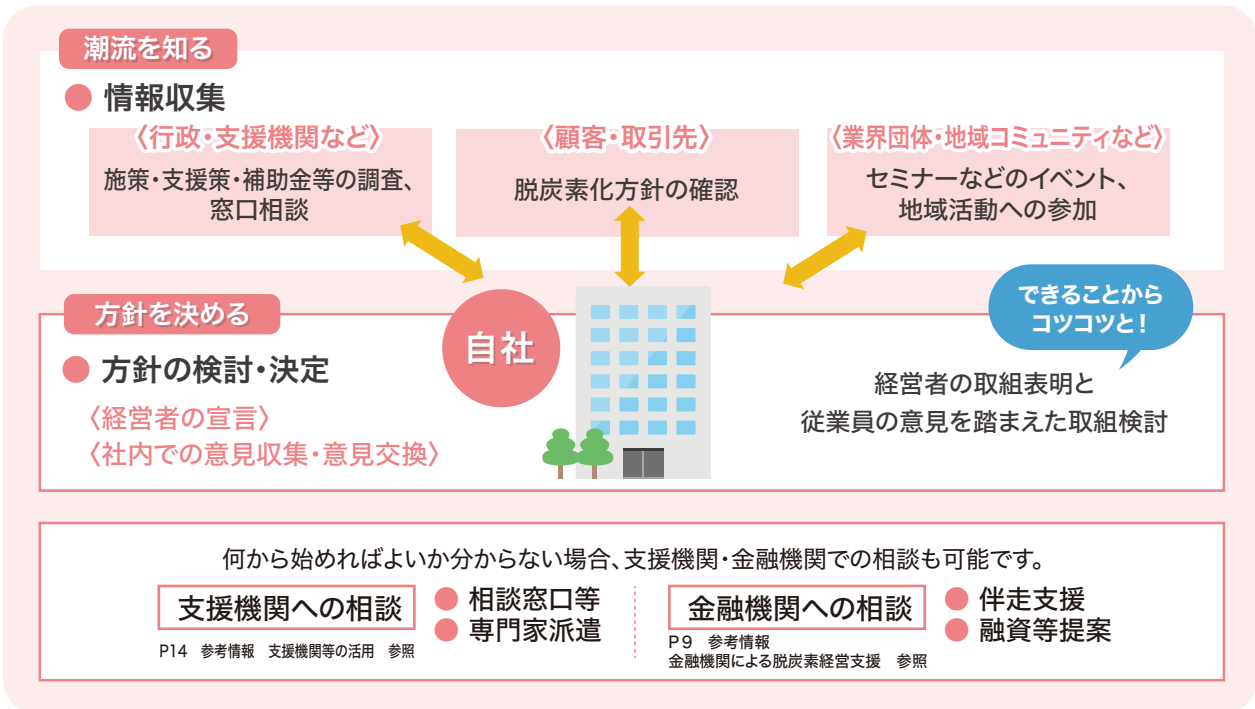 潮流を知る
● 情報収集
〈行政・支援機関など〉
施策・支援策・補助金等の調査、
窓口相談
〈顧客・取引先〉
脱炭素化方針の確認
〈業界団体・地域コミュニティなど〉
セミナーなどのイベント、
地域活動への参加
方針を決める
● 方針の検討・決定
〈経営者の宣言〉
〈社内での意見収集・意見交換〉
自社
できることから
コツコツと!
経営者の取組表明と
従業員の意見を踏まえた取組検討
何から始めればよいか分からない場合、支援機関・金融機関での相談も可能です。
支援機関への相談
● 相談窓口等
● 専門家派遣
P14 参考情報 支援機関等の活用 参照
金融機関への相談
● 伴走支援
● 融資等提案
P9 参考情報
金融機関による脱炭素経営支援 参照